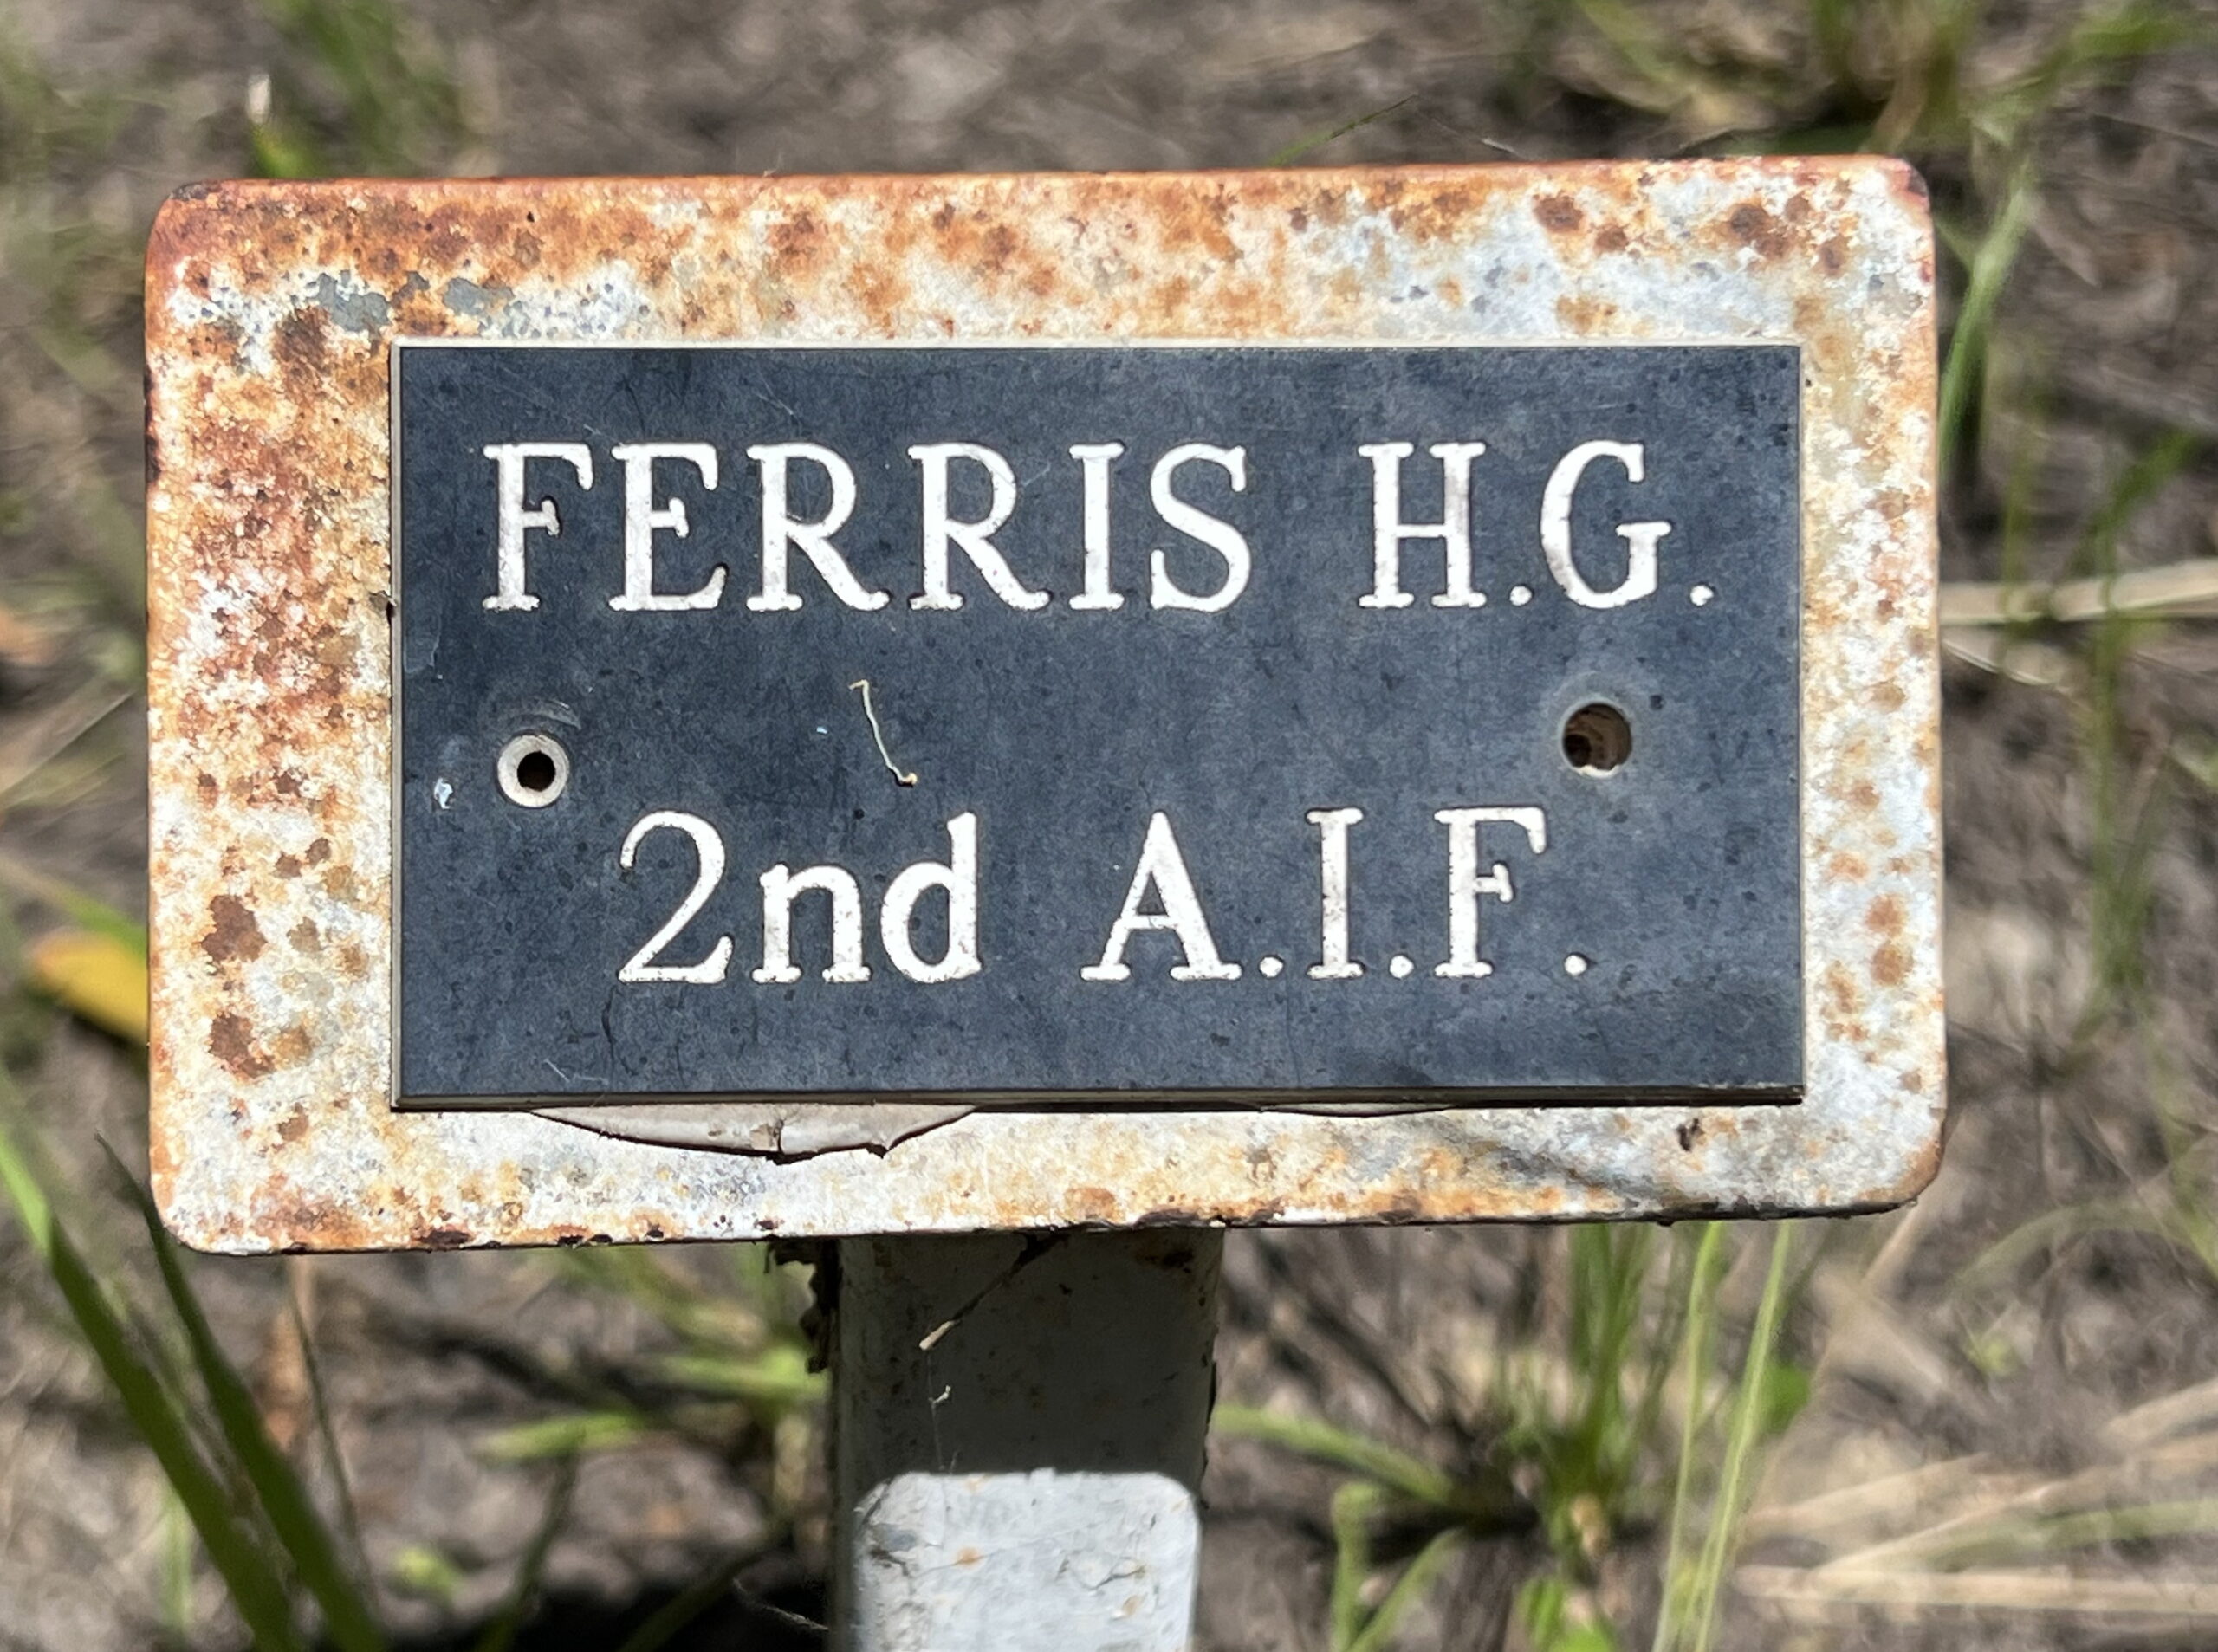 FERRIS H.G.
2nd A.I.F.